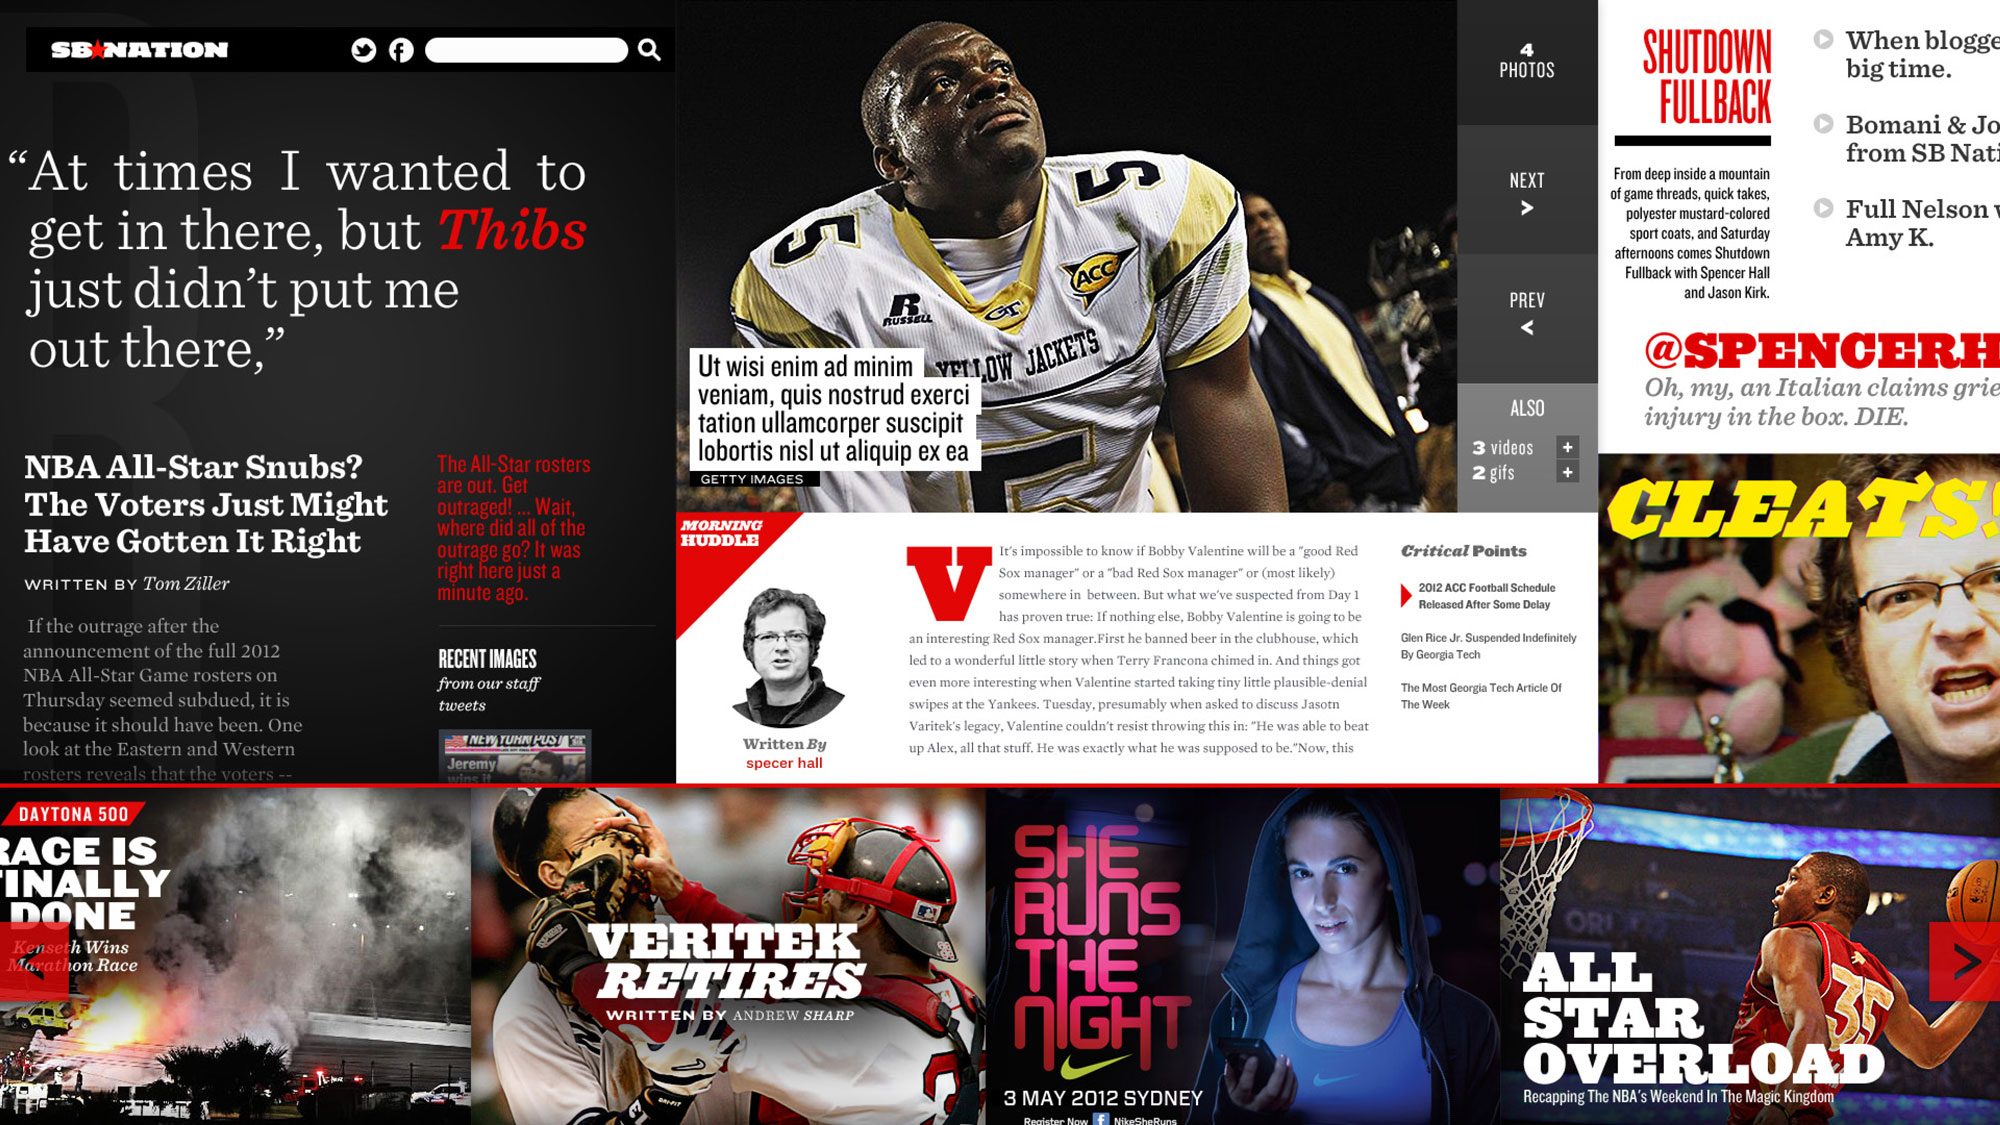 SB★NATION
“At times I wanted to
get in there, but Thibs
just didn’t put me
out there,”
NBA All-Star Snubs?
The Voters Just Might
Have Gotten It Right
WRITTEN BY Tom Ziller
If the outrage after the
announcement of the full 2012
NBA All-Star Game rosters on
Thursday seemed subdued, it is
because it should have been. One
look at the Eastern and Western
rosters reveals that the voters --
The All-Star rosters
are out. Get
outraged! ... Wait,
where did all of the
outrage go? It was
right here just a
minute ago.
RECENT IMAGES
from our staff
tweets
NEW YORK POST
Jeremy
wins it
5
5
ACC
GT
R
RUSSELL
YELLOW JACKETS
5
Ut wisi enim ad minim
veniam, quis nostrud exerci
tation ullamcorper suscipit
lobortis nisl ut aliquip ex ea
GETTY IMAGES
4
PHOTOS
NEXT
>
PREV
<
ALSO
3 videos +
2 gifs +
MORNING
HUDDLE
Written By
specer hall
V
It's impossible to know if Bobby Valentine will be a "good Red
Sox manager" or a "bad Red Sox manager" or (most likely)
somewhere in between. But what we've suspected from Day 1
has proven true: If nothing else, Bobby Valentine is going to be
an interesting Red Sox manager.First he banned beer in the clubhouse, which
led to a wonderful little story when Terry Francona chimed in. And things got
even more interesting when Valentine started taking tiny little plausible-denial
swipes at the Yankees. Tuesday, presumably when asked to discuss Jasotn
Varitek's legacy, Valentine couldn't resist throwing this in: "He was able to beat
up Alex, all that stuff. He was exactly what he was supposed to be."Now, this
Critical Points
2012 ACC Football Schedule
Released After Some Delay
Glen Rice Jr. Suspended Indefinitely
By Georgia Tech
The Most Georgia Tech Article Of
The Week
SHUTDOWN
FULLBACK
From deep inside a mountain
of game threads, quick takes,
polyester mustard-colored
sport coats, and Saturday
afternoons comes Shutdown
Fullback with Spencer Hall
and Jason Kirk.
When blogge
big time.
Bomani & Jo
from SB Nati
Full Nelson v
Amy K.
@SPENCERH
Oh, my, an Italian claims grie
injury in the box. DIE.
CLEATS!
DAYTONA 500
RACE IS
FINALLY
DONE
Kenseth Wins
Marathon Race
VERITEK
RETIRES
WRITTEN BY ANDREW SHARP
SHE
RUNS
THE
NIGHT
3 MAY 2012 SYDNEY
Register Now f NikeSheRuns
35
ALL
STAR
OVERLOAD
Recapping The NBA's Weekend In The Magic Kingdom
>